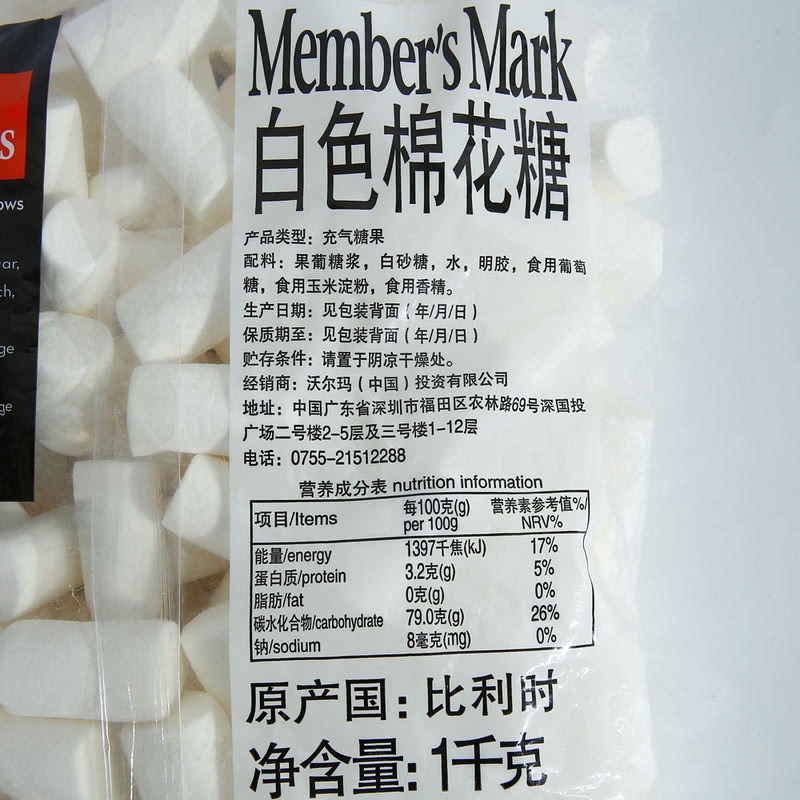 S
ows
ar,
ch,
ge
ge
Member's Mark
白色棉花糖
产品类型：充气糖果
配料：果葡糖浆，白砂糖，水，明胶，食用葡萄
糖，食用玉米淀粉，食用香精。
生产日期：见包装背面（年/月/日）
保质期至：见包装背面（年/月/日）
贮存条件：请置于阴凉干燥处。
经销商：沃尔玛（中国）投资有限公司
地址：中国广东省深圳市福田区农林路69号深国投
广场二号楼2-5层及三号楼1-12层
电话：0755-21512288
营养成分表 nutrition information
项目/Items 每100克(g) per 100g 营养素参考值%/ NRV%
能量/energy 1397千焦(kJ) 17%
蛋白质/protein 3.2克(g) 5%
脂肪/fat 0克(g) 0%
碳水化合物/carbohydrate 79.0克(g) 26%
钠/sodium 8毫克(mg) 0%
原产国：比利时
净含量：1千克